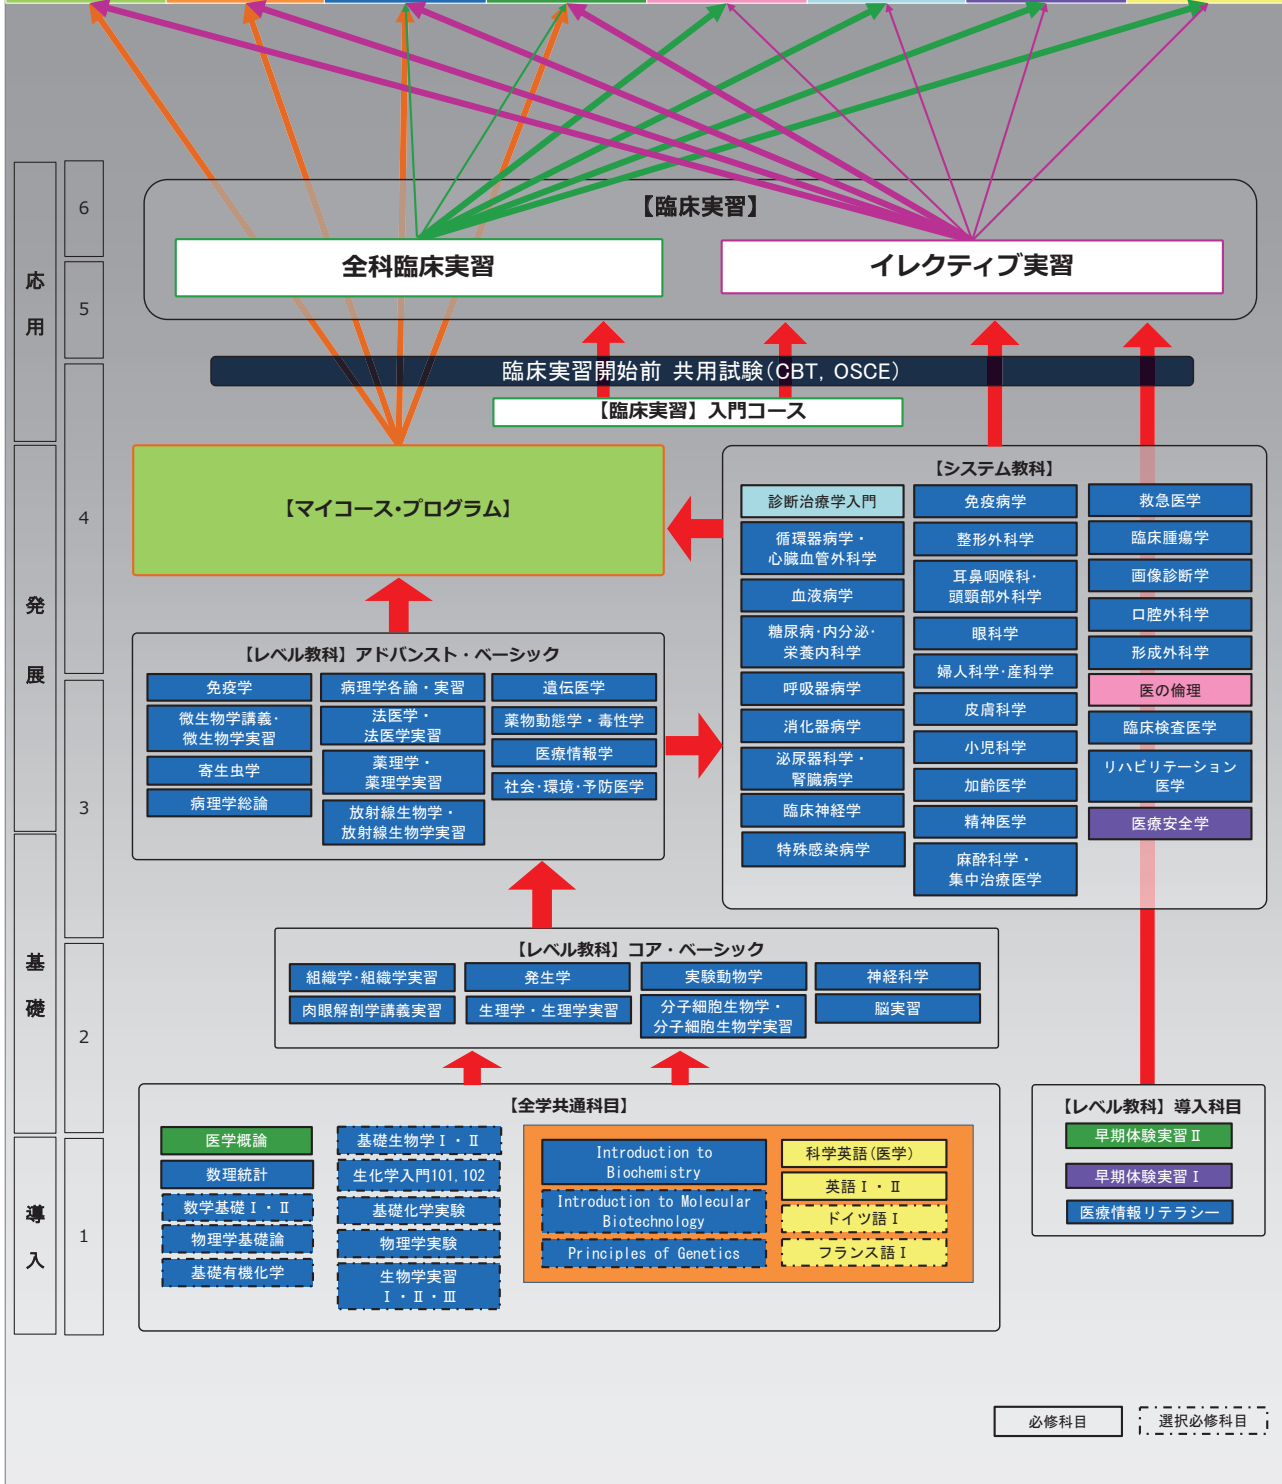 応
用
発
展
基
礎
導
入
6
5
4
3
2
1
【臨床実習】
全科臨床実習
イレクティブ実習
臨床実習開始前 共用試験(CBT, OSCE)
【臨床実習】入門コース
【マイコース･プログラム】
【システム教科】
診断治療学入門
循環器病学・
心臓血管外科学
血液病学
糖尿病･内分泌･
栄養内科学
呼吸器病学
消化器病学
泌尿器科学・
腎臓病学
臨床神経学
特殊感染病学
免疫病学
整形外科学
耳鼻咽喉科･
頭頸部外科学
眼科学
婦人科学･産科学
皮膚科学
小児科学
加齢医学
精神医学
麻酔科学・
集中治療医学
救急医学
臨床腫瘍学
画像診断学
口腔外科学
形成外科学
医の倫理
臨床検査医学
リハビリテーション
医学
医療安全学
【レベル教科】アドバンスト・ベーシック
免疫学
微生物学講義･
微生物学実習
寄生虫学
病理学総論
病理学各論・実習
法医学・
法医学実習
薬理学・
薬理学実習
放射線生物学・
放射線生物学実習
遺伝医学
薬物動態学・毒性学
医療情報学
社会･環境･予防医学
【レベル教科】コア・ベーシック
組織学･組織学実習
肉眼解剖学講義実習
発生学
生理学・生理学実習
実験動物学
分子細胞生物学・
分子細胞生物学実習
神経科学
脳実習
【全学共通科目】
医学概論
数理統計
数学基礎Ⅰ・Ⅱ
物理学基礎論
基礎有機化学
基礎生物学Ⅰ・Ⅱ
生化学入門101,102
基礎化学実験
物理学実験
生物学実習
Ⅰ・Ⅱ・Ⅲ
Introduction to
Biochemistry
Introduction to Molecular
Biotechnology
Principles of Genetics
科学英語(医学)
英語Ⅰ・Ⅱ
ドイツ語Ⅰ
フランス語Ⅰ
【レベル教科】導入科目
早期体験実習Ⅱ
早期体験実習Ⅰ
医療情報リテラシー
必修科目
選択必修科目